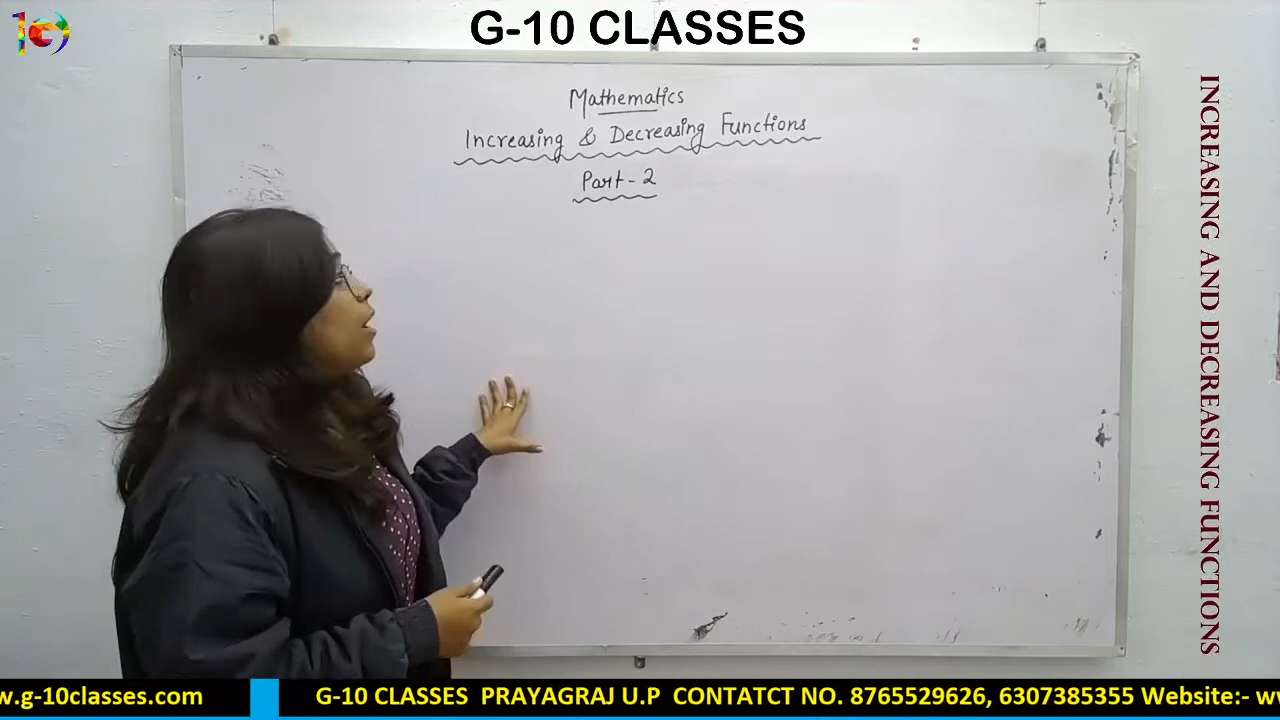 G-10 CLASSES
Mathematics
Increasing & Decreasing Functions
Part-2
INCREASING AND DECREASING FUNCTIONS
w.g-10classes.com G-10 CLASSES PRAYAGRAJ U.P CONTATCT NO. 8765529626, 6307385355 Website:- ww